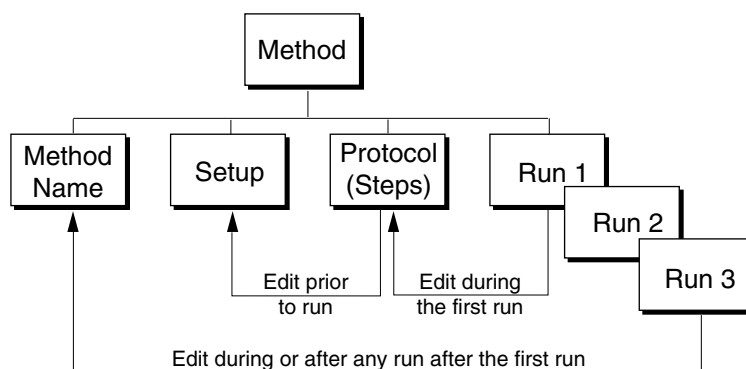 Method
Method
Name
Setup
Protocol
(Steps)
Run 1
Run 2
Run 3
Edit prior
to run
Edit during
the first run
Edit during or after any run after the first run